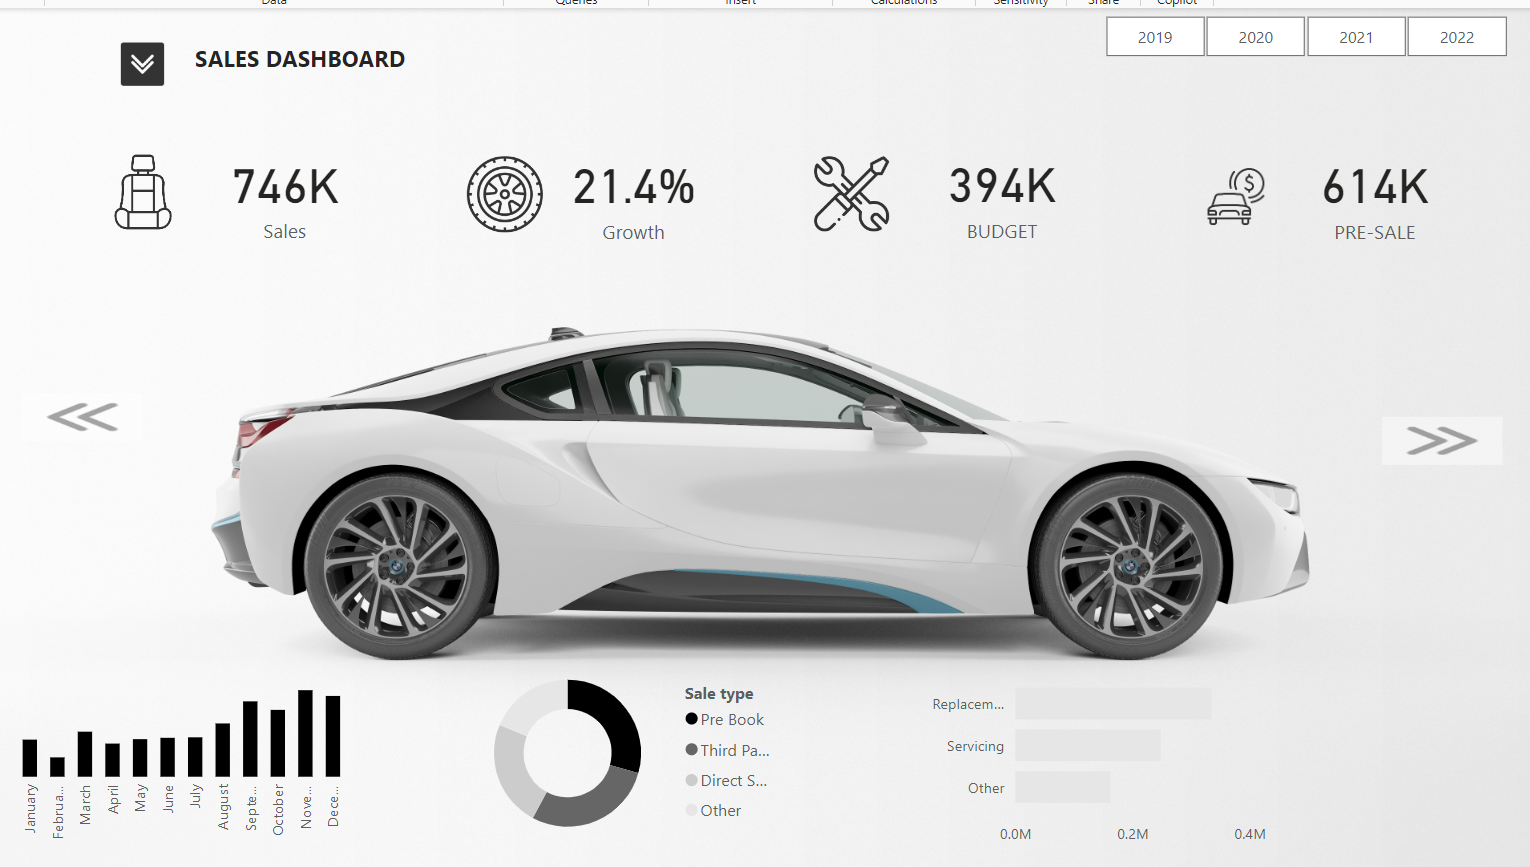 Data Queries Insert Calculations Sensitivity Share Copilot
SALES DASHBOARD
2019 2020 2021 2022
746K 21.4% 394K 614K
Sales Growth BUDGET PRE-SALE
Sale type
Pre Book
Third Pa...
Direct S...
Other
January Februa... March April May June July August Septe... October Nove... Dece...
Replacem...
Servicing
Other
0.0M 0.2M 0.4M